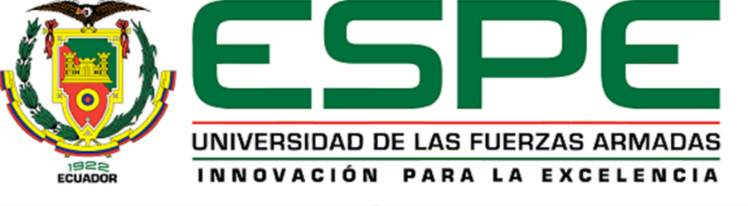 ESPE
UNIVERSIDAD DE LAS FUERZAS ARMADAS
INNOVACIÓN PARA LA EXCELENCIA
1922
ECUADOR